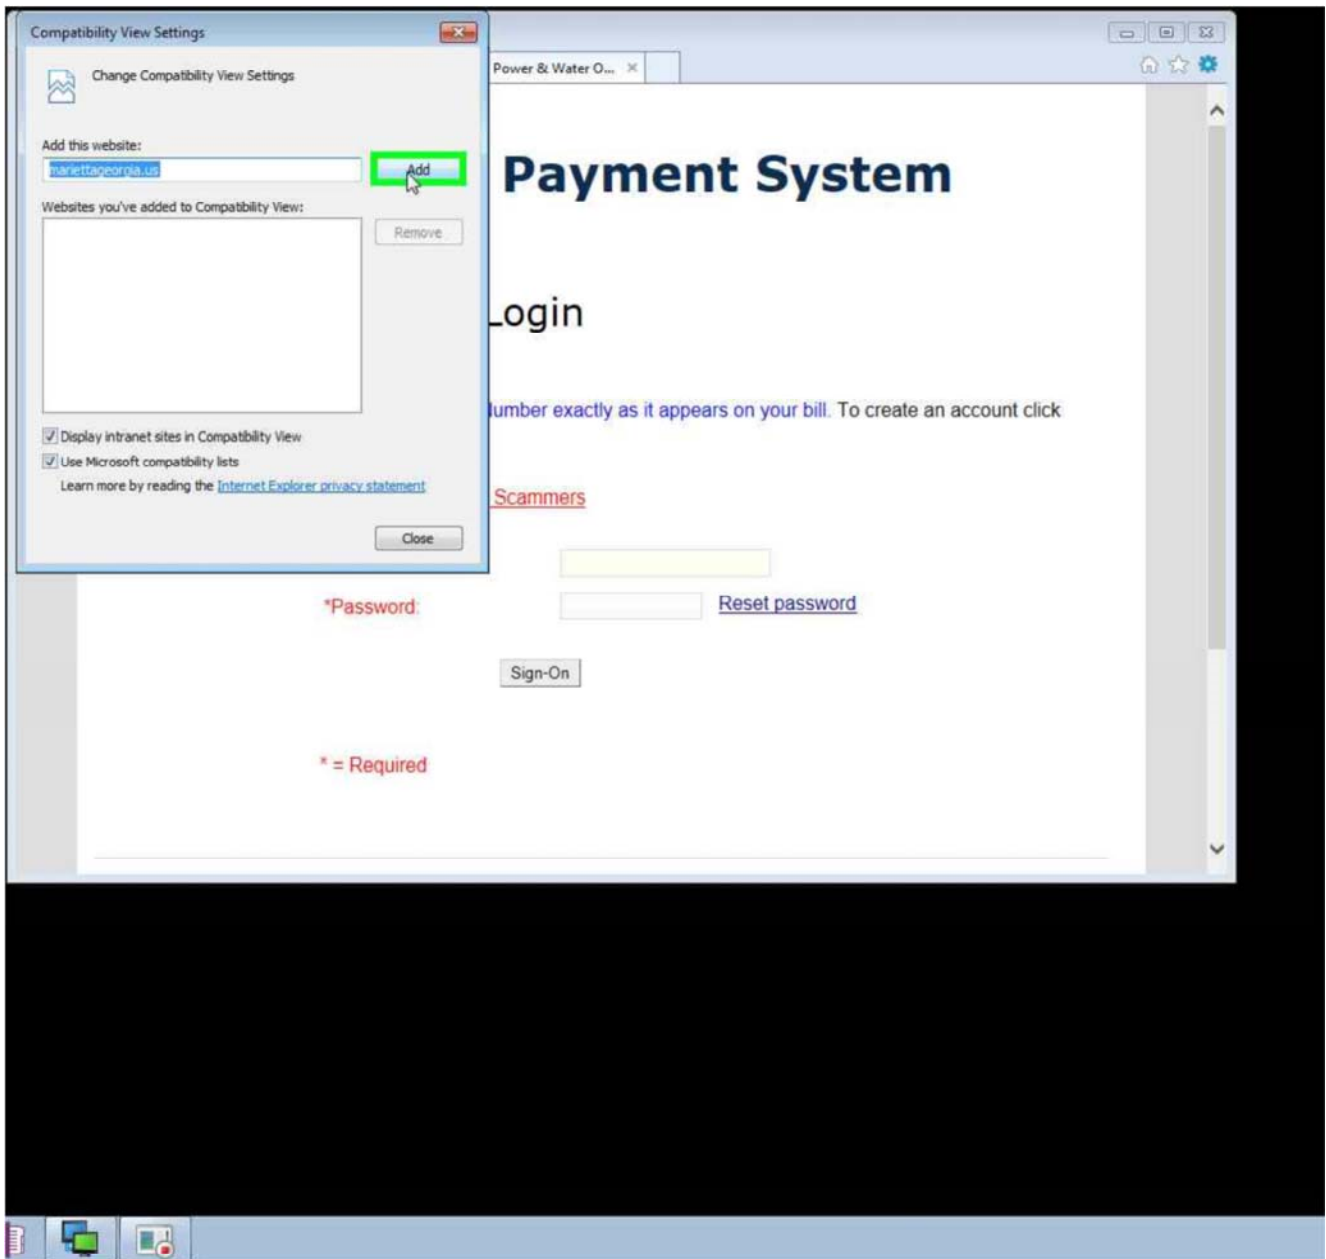 Compatibility View Settings
Change Compatibility View Settings
Power & Water O...
Add this website:
mariettageorgia.us
Add
Websites you've added to Compatibility View:
Remove
Payment System
Login
Number exactly as it appears on your bill. To create an account click
Display intranet sites in Compatibility View
Use Microsoft compatibility lists
Learn more by reading the Internet Explorer privacy statement
Scammers
Close
*Password:
Reset password
Sign-On
* = Required